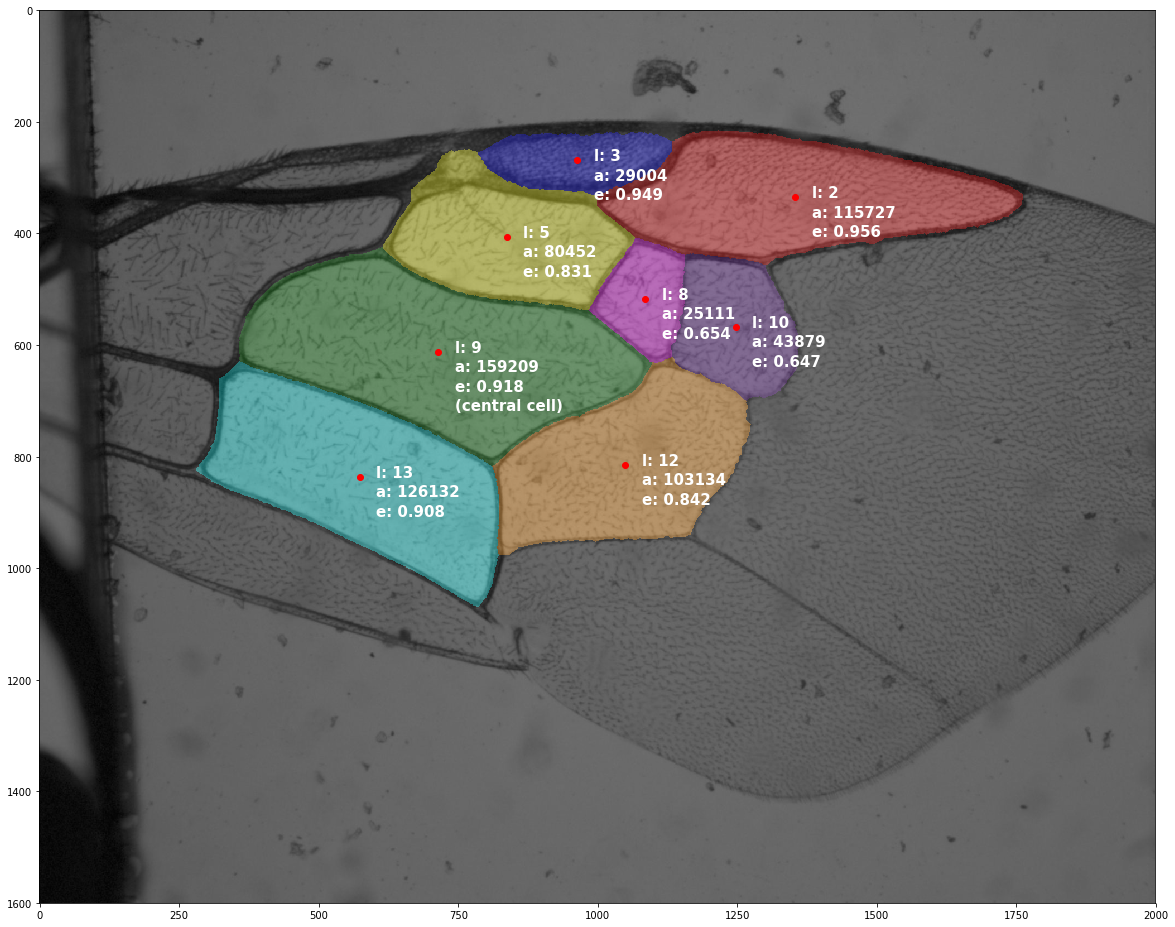 0
200
400
600
800
1000
1200
1400
1600
l: 3
a: 29004
e: 0.949
l: 2
a: 115727
e: 0.956
l: 5
a: 80452
e: 0.831
l: 8
a: 25111
e: 0.654
l: 10
a: 43879
e: 0.647
l: 9
a: 159209
e: 0.918
(central cell)
l: 12
a: 103134
e: 0.842
l: 13
a: 126132
e: 0.908
0 250 500 750 1000 1250 1500 1750 2000